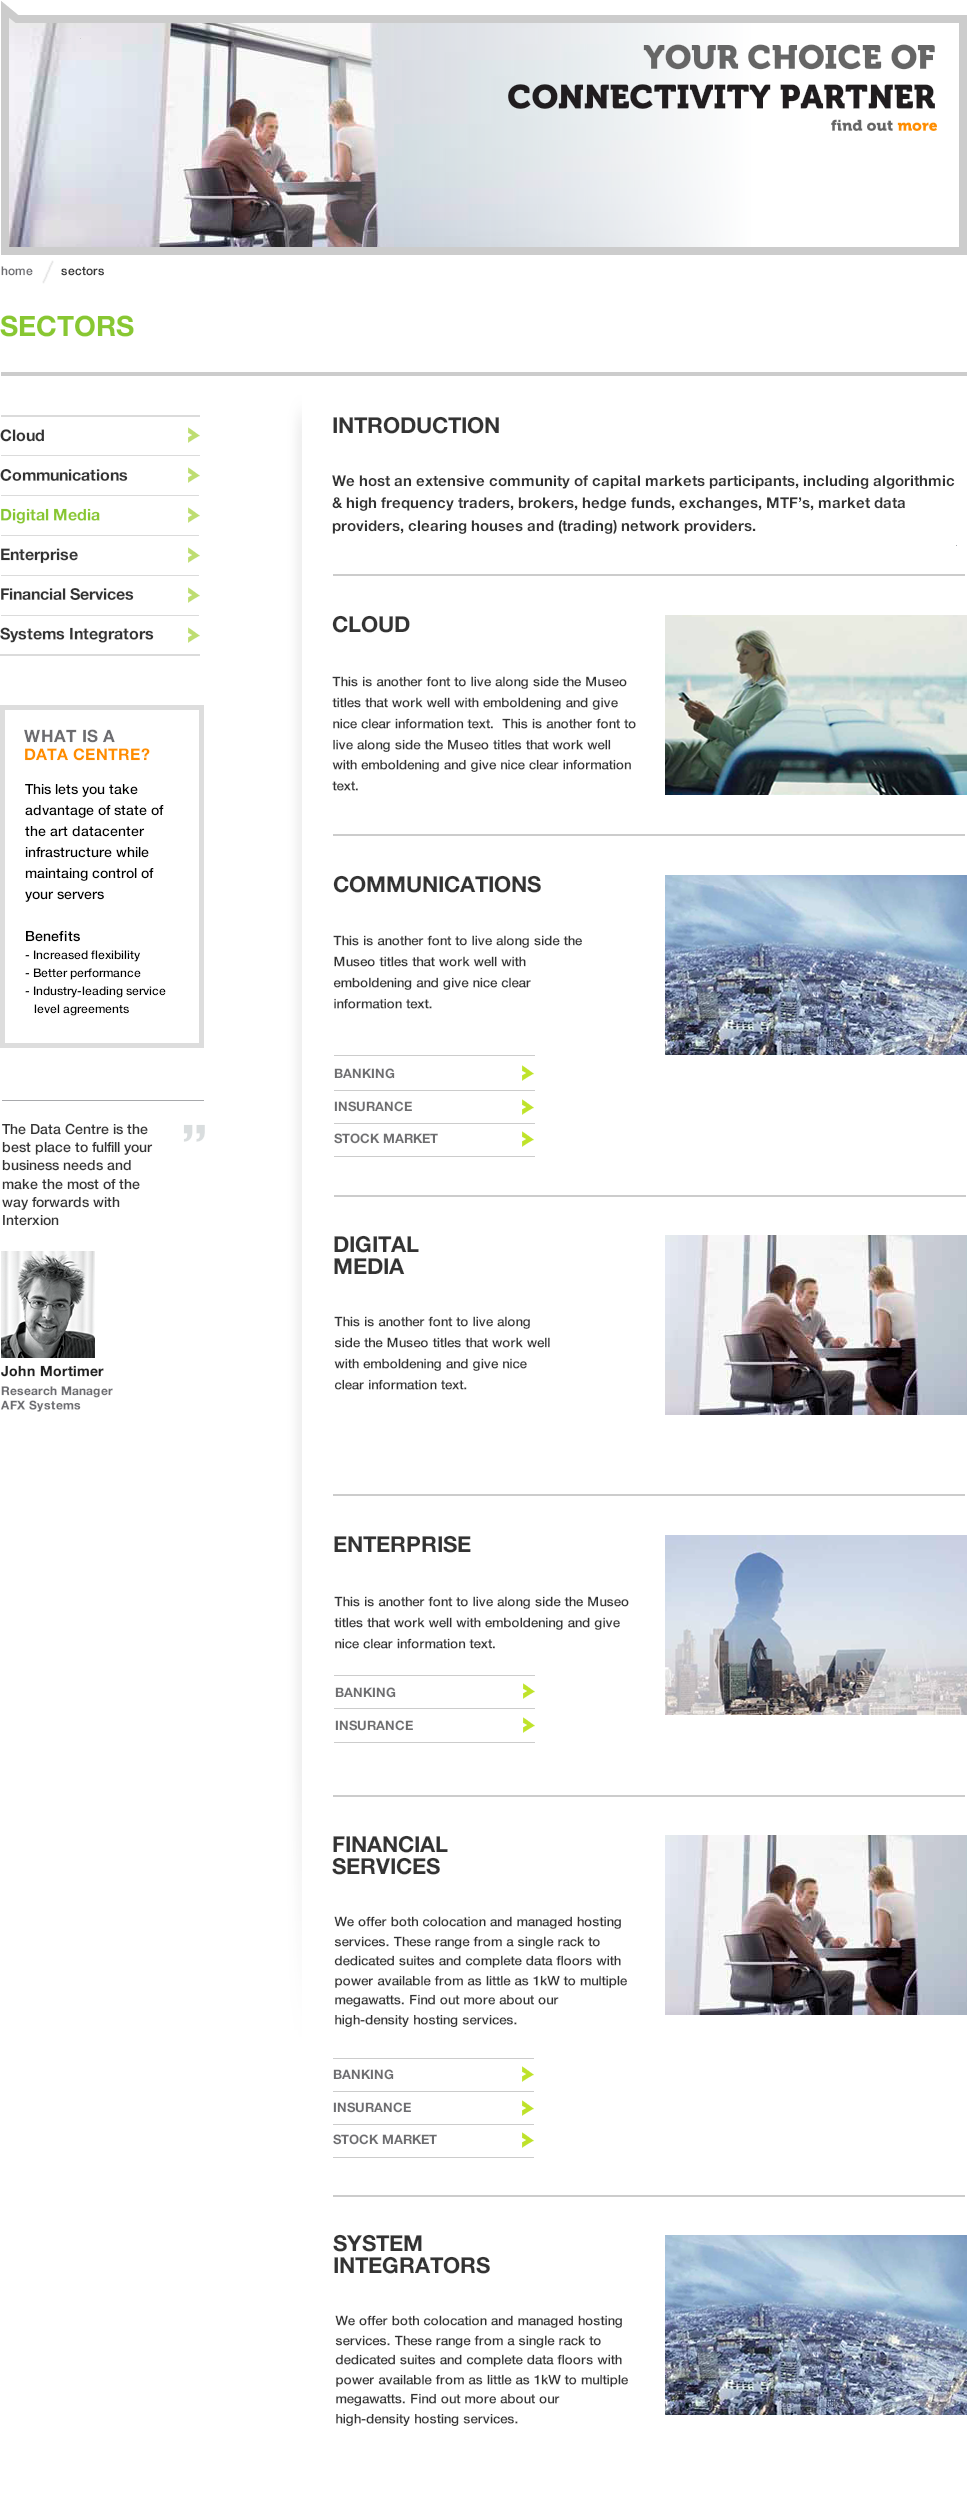 YOUR CHOICE OF
CONNECTIVITY PARTNER
find out more
home / sectors
SECTORS
Cloud
Communications
Digital Media
Enterprise
Financial Services
Systems Integrators
WHAT IS A
DATA CENTRE?
This lets you take
advantage of state of
the art datacenter
infrastructure while
maintaing control of
your servers
Benefits
- Increased flexibility
- Better performance
- Industry-leading service
level agreements
The Data Centre is the
best place to fulfill your
business needs and
make the most of the
way forwards with
Interxion
”
John Mortimer
Research Manager
AFX Systems
INTRODUCTION
We host an extensive community of capital markets participants, including algorithmic
& high frequency traders, brokers, hedge funds, exchanges, MTF’s, market data
providers, clearing houses and (trading) network providers.
CLOUD
This is another font to live along side the Museo
titles that work well with emboldening and give
nice clear information text.  This is another font to
live along side the Museo titles that work well
with emboldening and give nice clear information
text.
COMMUNICATIONS
This is another font to live along side the
Museo titles that work well with
emboldening and give nice clear
information text.
BANKING
INSURANCE
STOCK MARKET
DIGITAL
MEDIA
This is another font to live along
side the Museo titles that work well
with emboldening and give nice
clear information text.
ENTERPRISE
This is another font to live along side the Museo
titles that work well with emboldening and give
nice clear information text.
BANKING
INSURANCE
FINANCIAL
SERVICES
We offer both colocation and managed hosting
services. These range from a single rack to
dedicated suites and complete data floors with
power available from as little as 1kW to multiple
megawatts. Find out more about our
high-density hosting services.
BANKING
INSURANCE
STOCK MARKET
SYSTEM
INTEGRATORS
We offer both colocation and managed hosting
services. These range from a single rack to
dedicated suites and complete data floors with
power available from as little as 1kW to multiple
megawatts. Find out more about our
high-density hosting services.